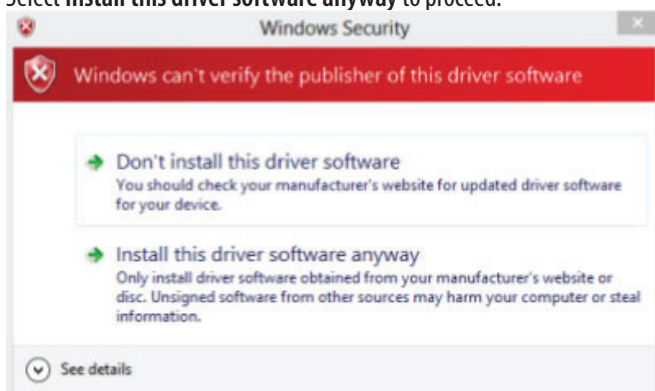 Select Install this driver software anyway to proceed.
Windows Security
Windows can't verify the publisher of this driver software
Don't install this driver software
You should check your manufacturer's website for updated driver software
for your device.
Install this driver software anyway
Only install driver software obtained from your manufacturer's website or
disc. Unsigned software from other sources may harm your computer or steal
information.
See details